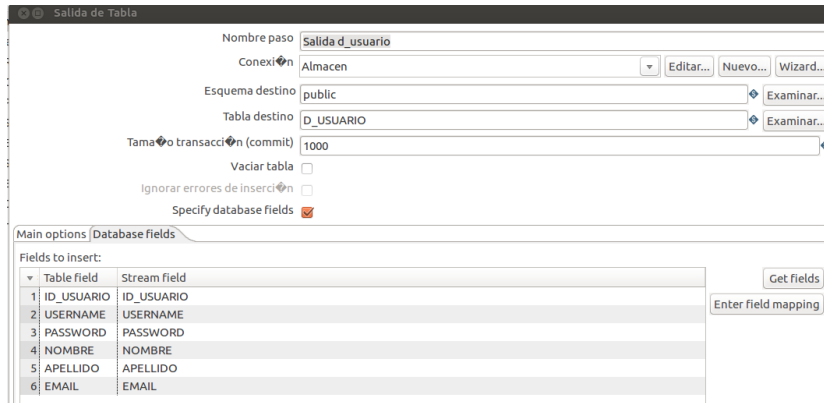 Salida de Tabla
Nombre paso Salida d_usuario
Conexi�n Almacen Editar... Nuevo... Wizard...
Esquema destino public Examinar...
Tabla destino D_USUARIO Examinar...
Tama�o transacci�n (commit) 1000
Vaciar tabla
Ignorar errores de inserci�n
Specify database fields
Main options Database fields
Fields to insert:
Table field Stream field Get fields
1 ID_USUARIO ID_USUARIO
2 USERNAME USERNAME Enter field mapping
3 PASSWORD PASSWORD
4 NOMBRE NOMBRE
5 APELLIDO APELLIDO
6 EMAIL EMAIL